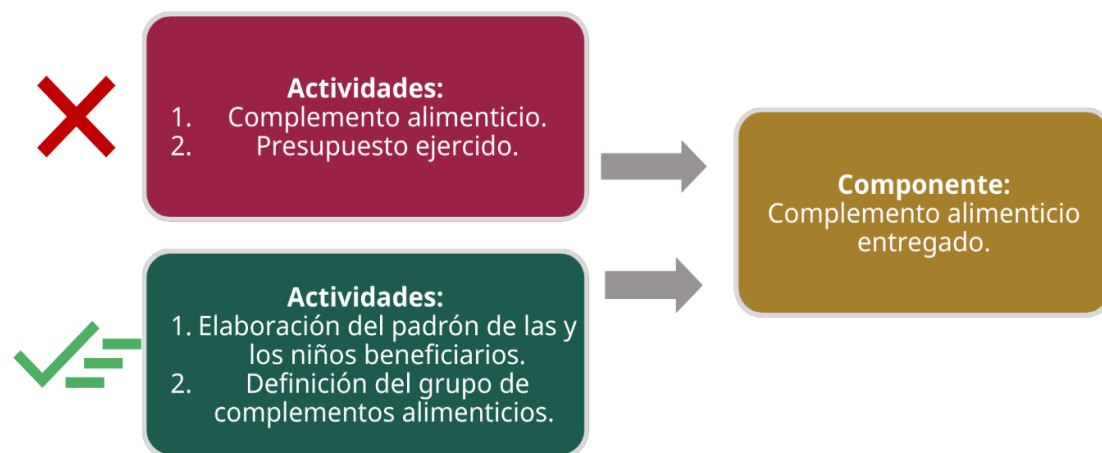 Actividades:
1. Complemento alimenticio.
2. Presupuesto ejercido.
Actividades:
1. Elaboración del padrón de las y
los niños beneficiarios.
2. Definición del grupo de
complementos alimenticios.
Componente:
Complemento alimenticio
entregado.